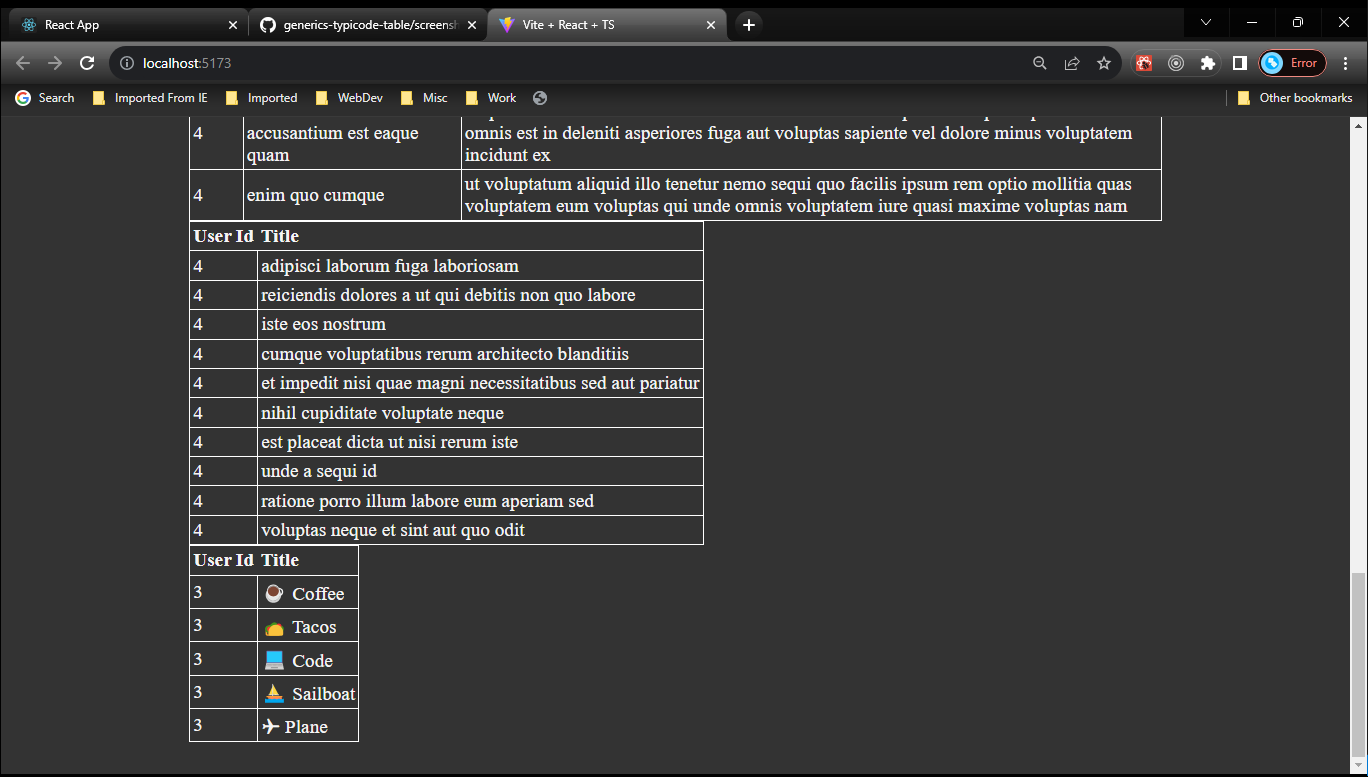 React App
generics-typicode-table/screensh
Vite + React + TS
localhost:5173
Error
Search
Imported From IE
Imported
WebDev
Misc
Work
Other bookmarks
4 accusantium est eaque quam
omnis est in deleniti asperiores fuga aut voluptas sapiente vel dolore minus voluptatem
incidunt ex
4 enim quo cumque
ut voluptatum aliquid illo tenetur nemo sequi quo facilis ipsum rem optio mollitia quas
voluptatem eum voluptas qui unde omnis voluptatem iure quasi maxime voluptas nam
User Id Title
4 adipisci laborum fuga laboriosam
4 reiciendis dolores a ut qui debitis non quo labore
4 iste eos nostrum
4 cumque voluptatibus rerum architecto blanditiis
4 et impedit nisi quae magni necessitatibus sed aut pariatur
4 nihil cupiditate voluptate neque
4 est placeat dicta ut nisi rerum iste
4 unde a sequi id
4 ratione porro illum labore eum aperiam sed
4 voluptas neque et sint aut quo odit
User Id Title
3 ☕ Coffee
3 🌮 Tacos
3 💻 Code
3 ⛵ Sailboat
3 ✈ Plane